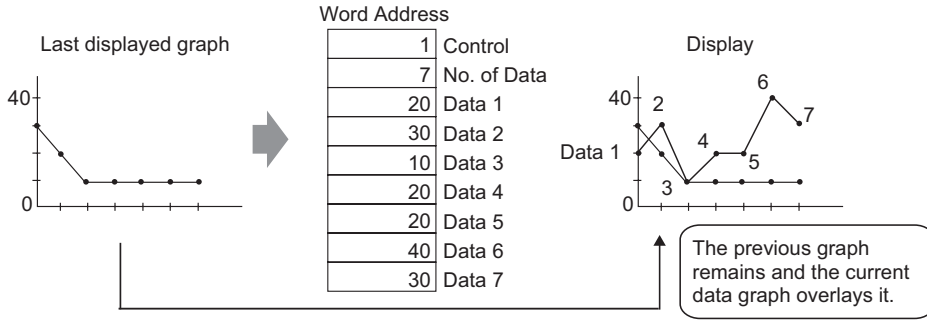 Word Address
Last displayed graph
40
0
1 Control
7 No. of Data
20 Data 1
30 Data 2
10 Data 3
20 Data 4
20 Data 5
40 Data 6
30 Data 7
Display
40
Data 1
0
2
3
4
5
6
7
The previous graph
remains and the current
data graph overlays it.